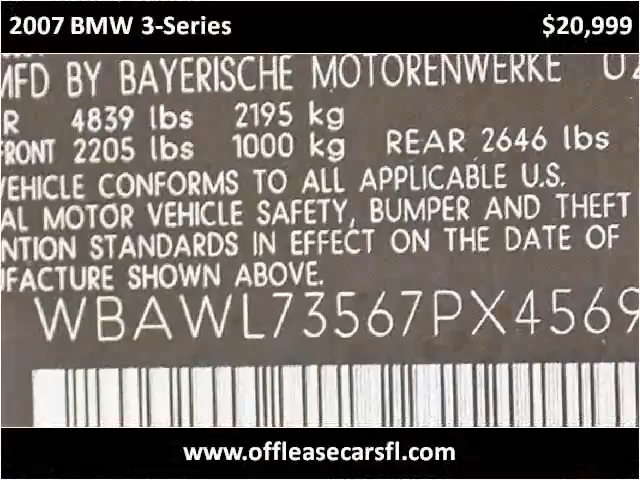 2007 BMW 3-Series $20,999
MFD BY BAYERISCHE MOTORENWERKE
R 4839 lbs 2195 kg
FRONT 2205 lbs 1000 kg REAR 2646 lbs
VEHICLE CONFORMS TO ALL APPLICABLE U.S.
AL MOTOR VEHICLE SAFETY, BUMPER AND THEFT
NTION STANDARDS IN EFFECT ON THE DATE OF
UFACTURE SHOWN ABOVE.
WBAWL73567PX4569
www.offleasecarsfl.com